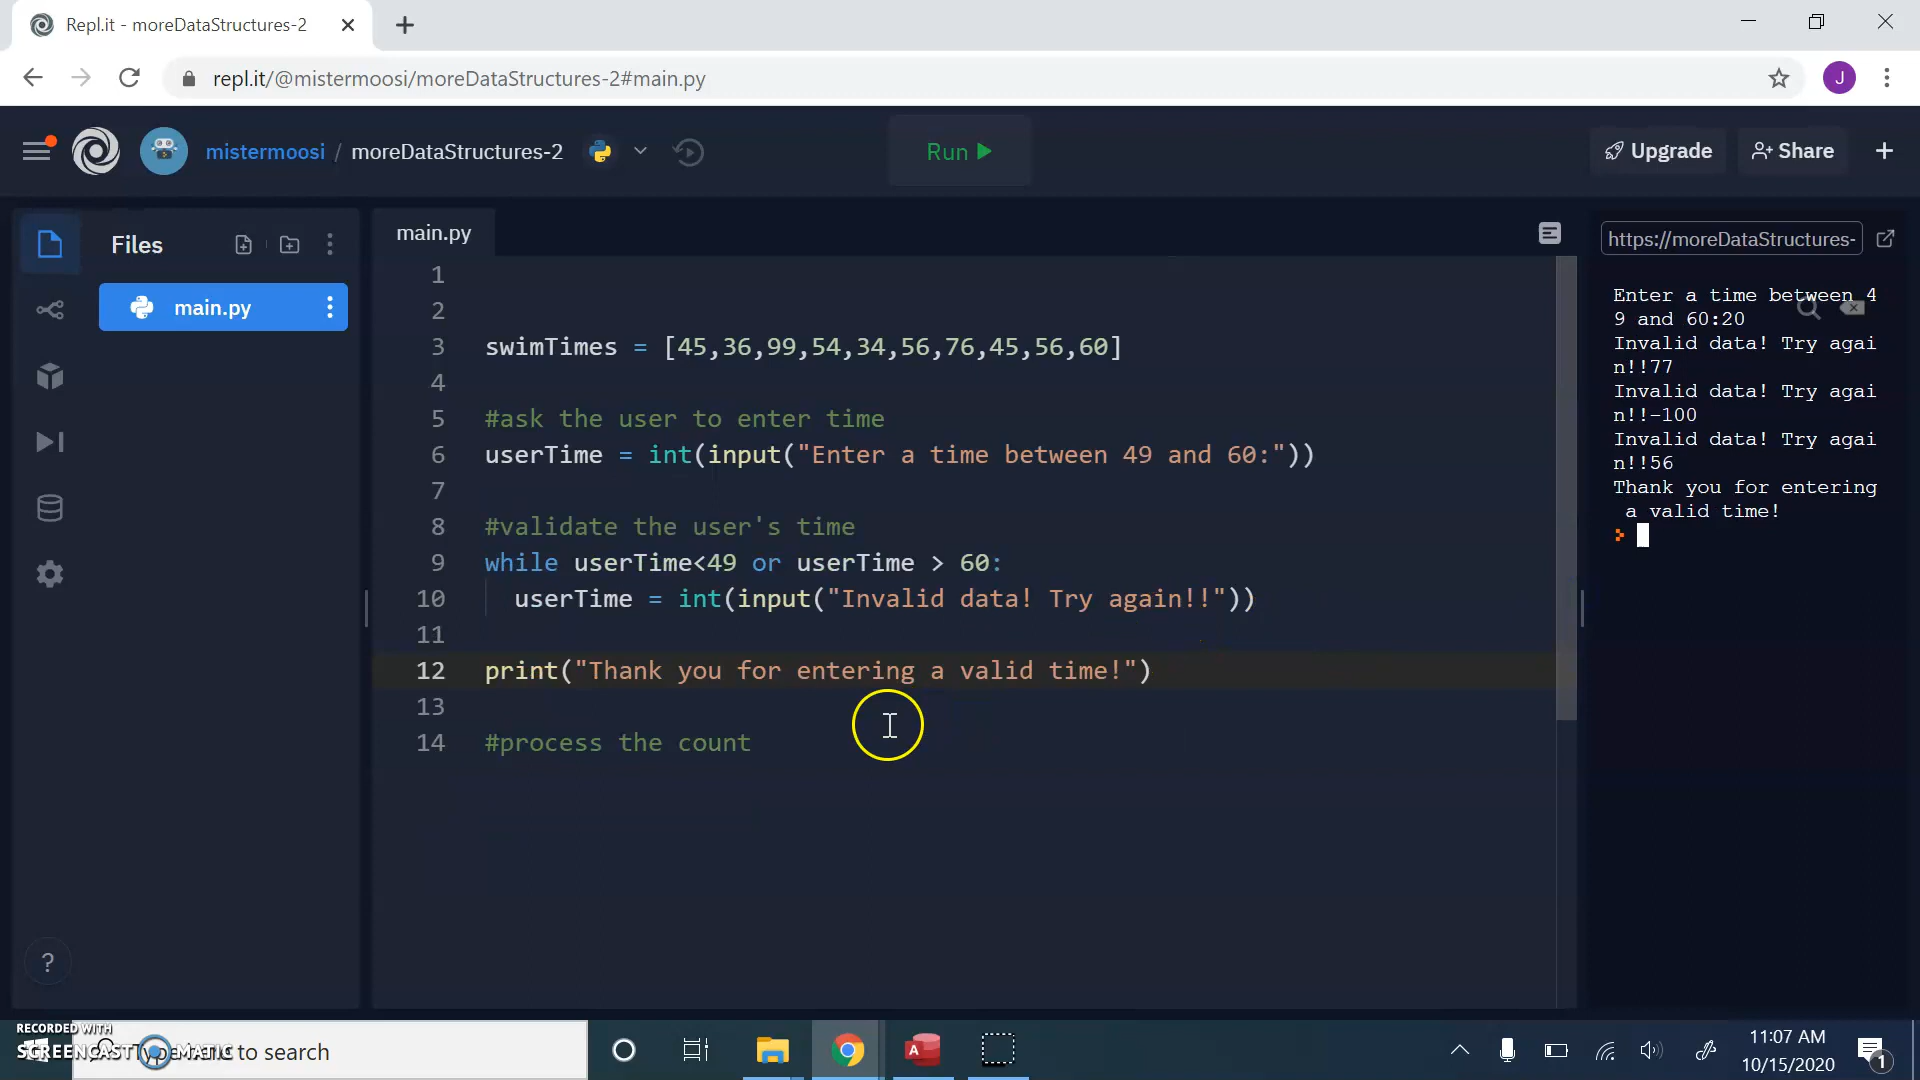 Repl.it - moreDataStructures-2
repl.it/@mistermoosi/moreDataStructures-2#main.py
J
mistermoosi / moreDataStructures-2
Run
Upgrade
Share
Files
main.py
main.py
https://moreDataStructures-
1
2
3 swimTimes = [45,36,99,54,34,56,76,45,56,60]
4
5 #ask the user to enter time
6 userTime = int(input("Enter a time between 49 and 60:"))
7
8 #validate the user's time
9 while userTime<49 or userTime > 60:
10 userTime = int(input("Invalid data! Try again!!"))
11
12 print("Thank you for entering a valid time!")
13
14 #process the count
Enter a time between 4
9 and 60:20
Invalid data! Try agai
n!!77
Invalid data! Try agai
n!!-100
Invalid data! Try agai
n!!56
Thank you for entering
a valid time!
?
RECORDED WITH
SCREENCAST MATIC
Type here to search
A
11:07 AM
10/15/2020
1